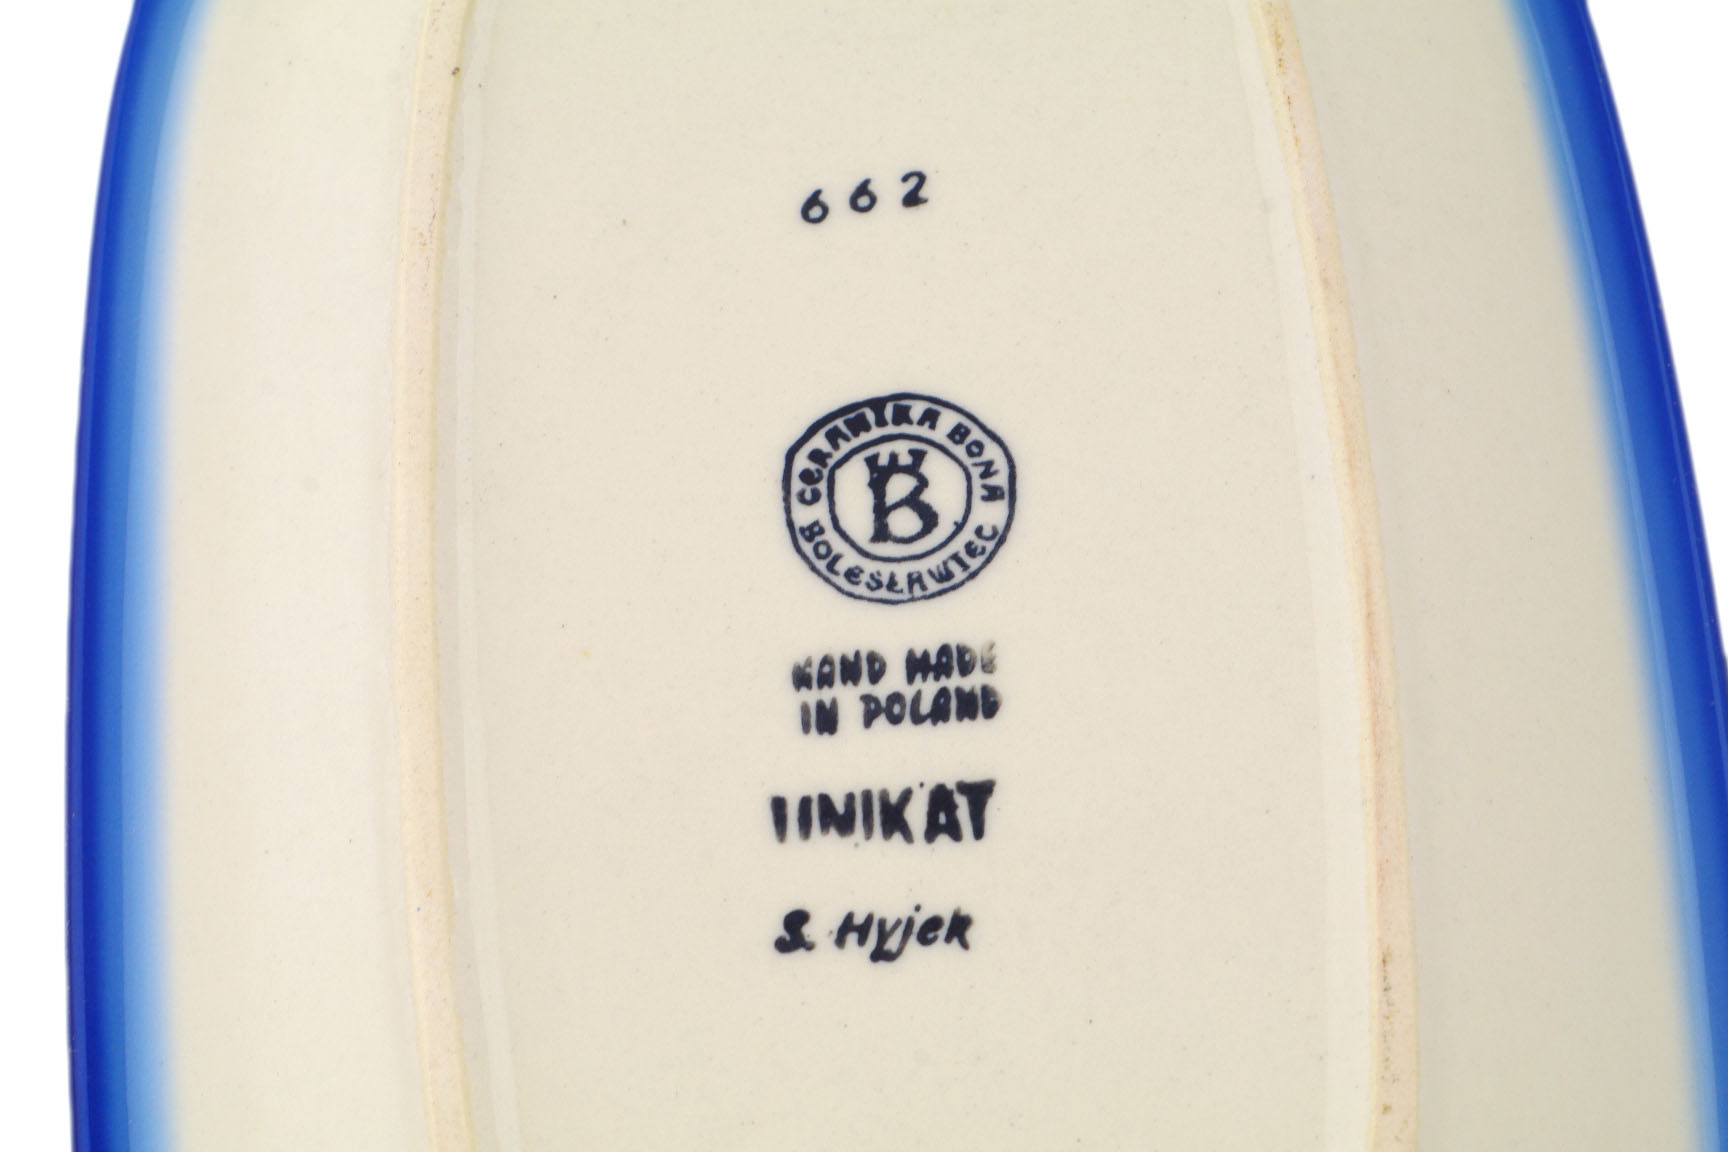 662
CERAMIKA BONA
BOLESŁAWIEC
B
HAND MADE
IN POLAND
UNIKAT
S. Hyjek